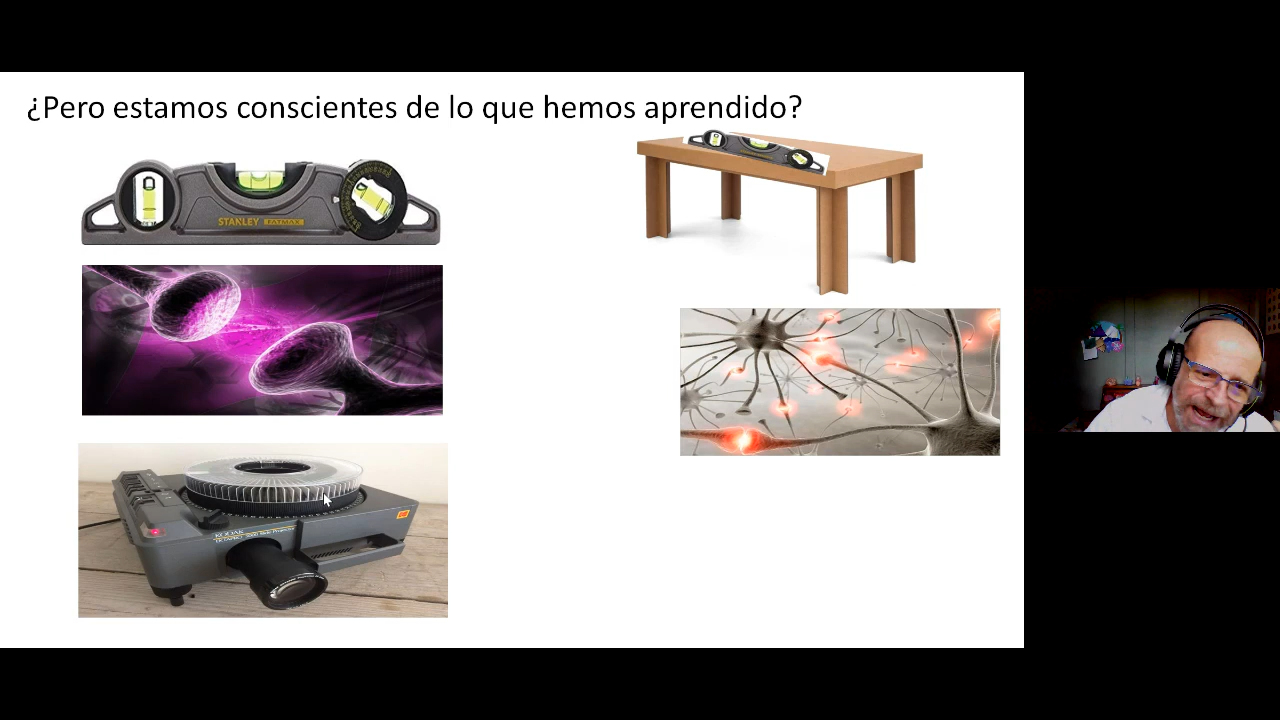 ¿Pero estamos conscientes de lo que hemos aprendido?
STANLEY FATMAX
KODAK